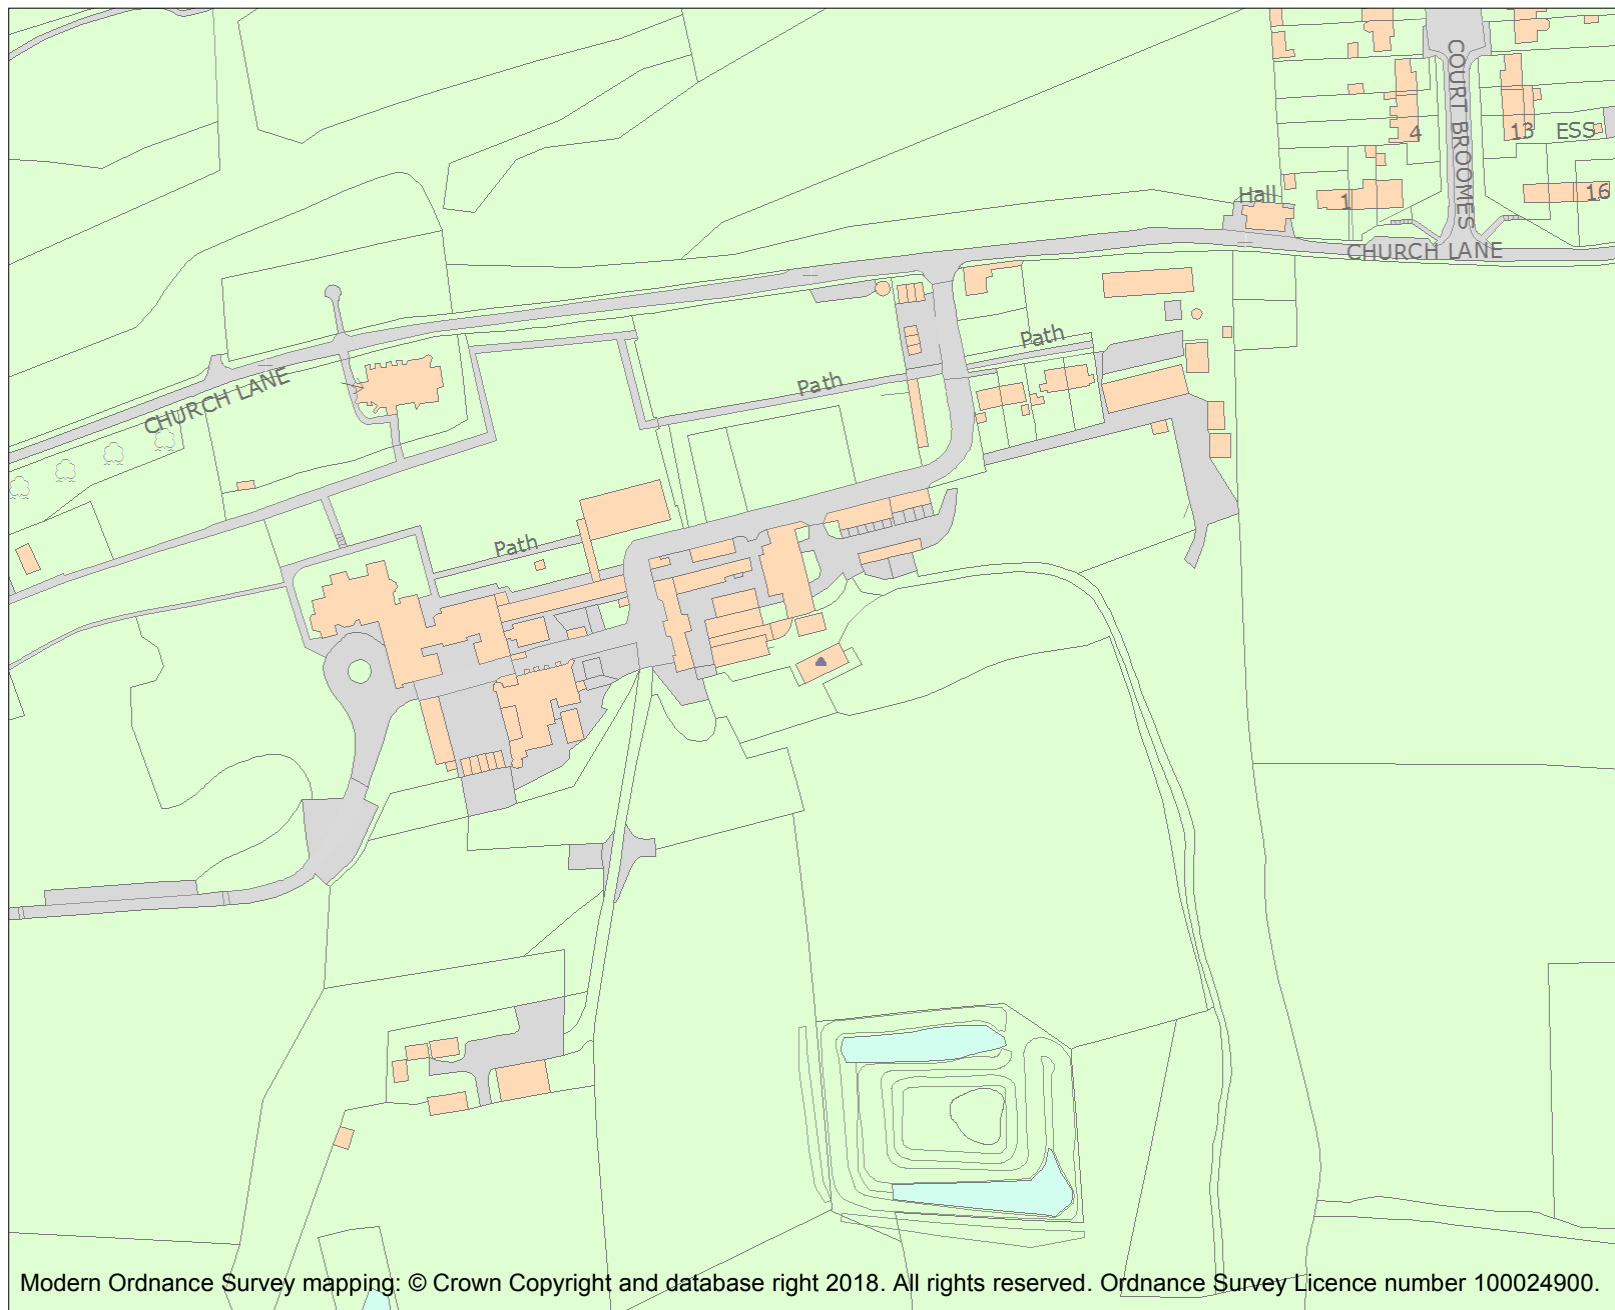 COURT BROOMES
4
13
ESS
Hall
1
16
CHURCH LANE
Path
Path
CHURCH LANE
Path
Modern Ordnance Survey mapping: © Crown Copyright and database right 2018. All rights reserved. Ordnance Survey Licence number 100024900.